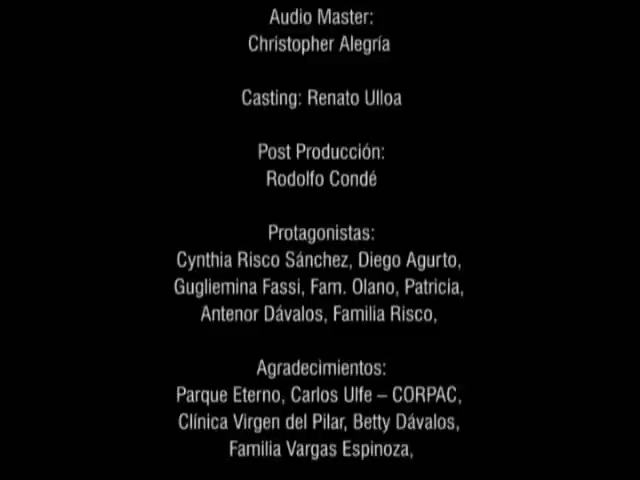 Audio Master:
Christopher Alegría
Casting: Renato Ulloa
Post Producción:
Rodolfo Condé
Protagonistas:
Cynthia Risco Sánchez, Diego Agurto,
Gugliemina Fassi, Fam. Olano, Patricia,
Antenor Dávalos, Familia Risco,
Agradecimientos:
Parque Eterno, Carlos Ulfe – CORPAC,
Clínica Virgen del Pilar, Betty Dávalos,
Familia Vargas Espinoza,